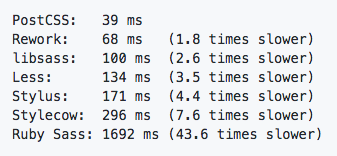 PostCSS:   39 ms
Rework:    68 ms   (1.8 times slower)
libsass:   100 ms  (2.6 times slower)
Less:      134 ms  (3.5 times slower)
Stylus:    171 ms  (4.4 times slower)
Stylecow:  296 ms  (7.6 times slower)
Ruby Sass: 1692 ms (43.6 times slower)